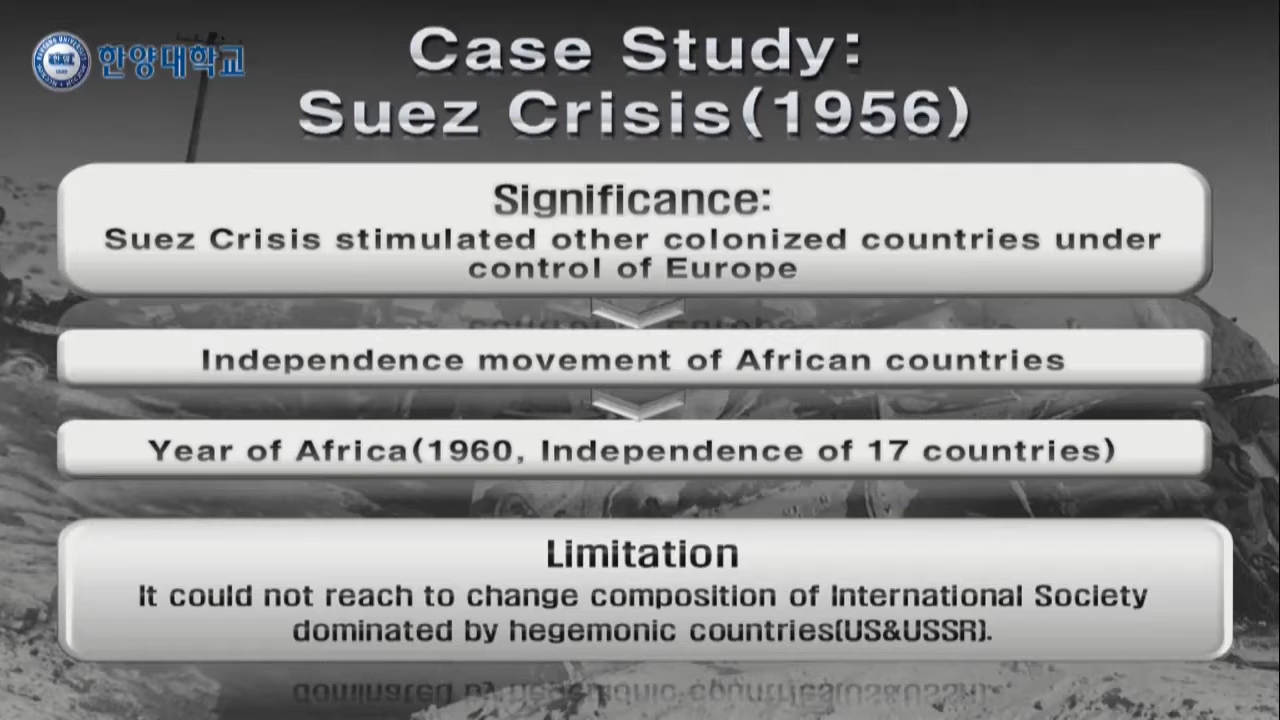 한양대학교
Case Study:
Suez Crisis(1956)
Significance:
Suez Crisis stimulated other colonized countries under
control of Europe
Independence movement of African countries
Year of Africa(1960, Independence of 17 countries)
Limitation
It could not reach to change composition of International Society
dominated by hegemonic countries(US&USSR).